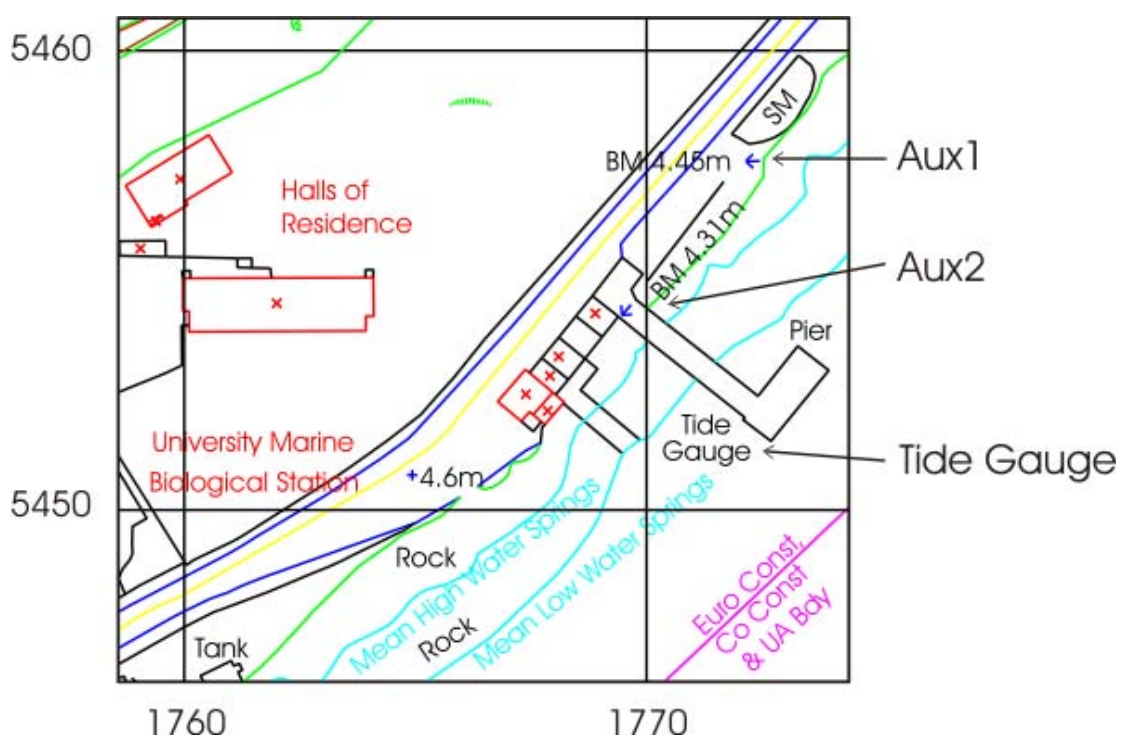 5460
SM
BM 4.45m
Aux1
Halls of
Residence
BM 4.31m
Aux2
Pier
Tide
Gauge
Tide Gauge
University Marine
Biological Station
4.6m
5450
Rock
Mean High Water Springs
Mean Low Water Springs
Rock
Euro Const,
Co Const
& UA Bdy
Tank
1760
1770